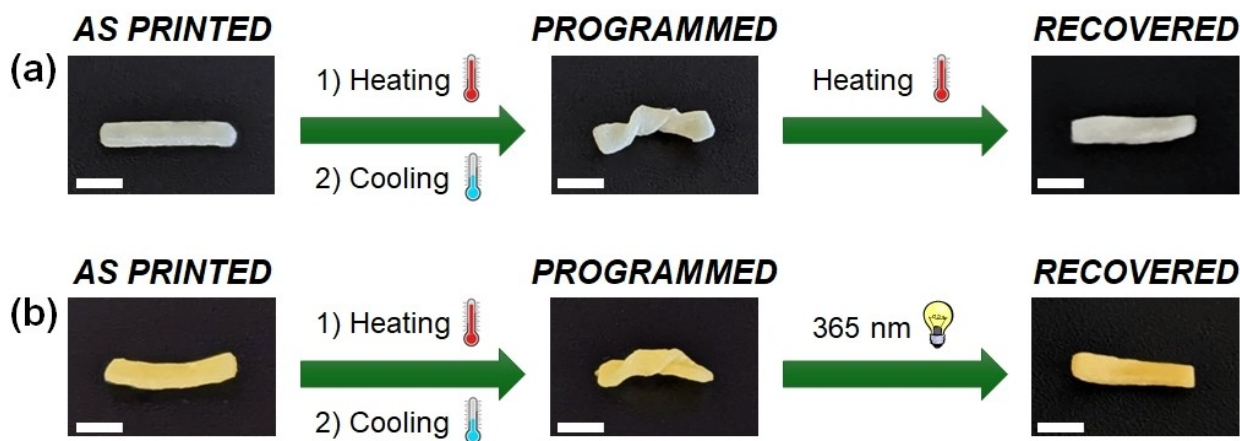 AS PRINTED
PROGRAMMED
RECOVERED
(a)
1) Heating
2) Cooling
Heating
AS PRINTED
PROGRAMMED
RECOVERED
(b)
1) Heating
2) Cooling
365 nm